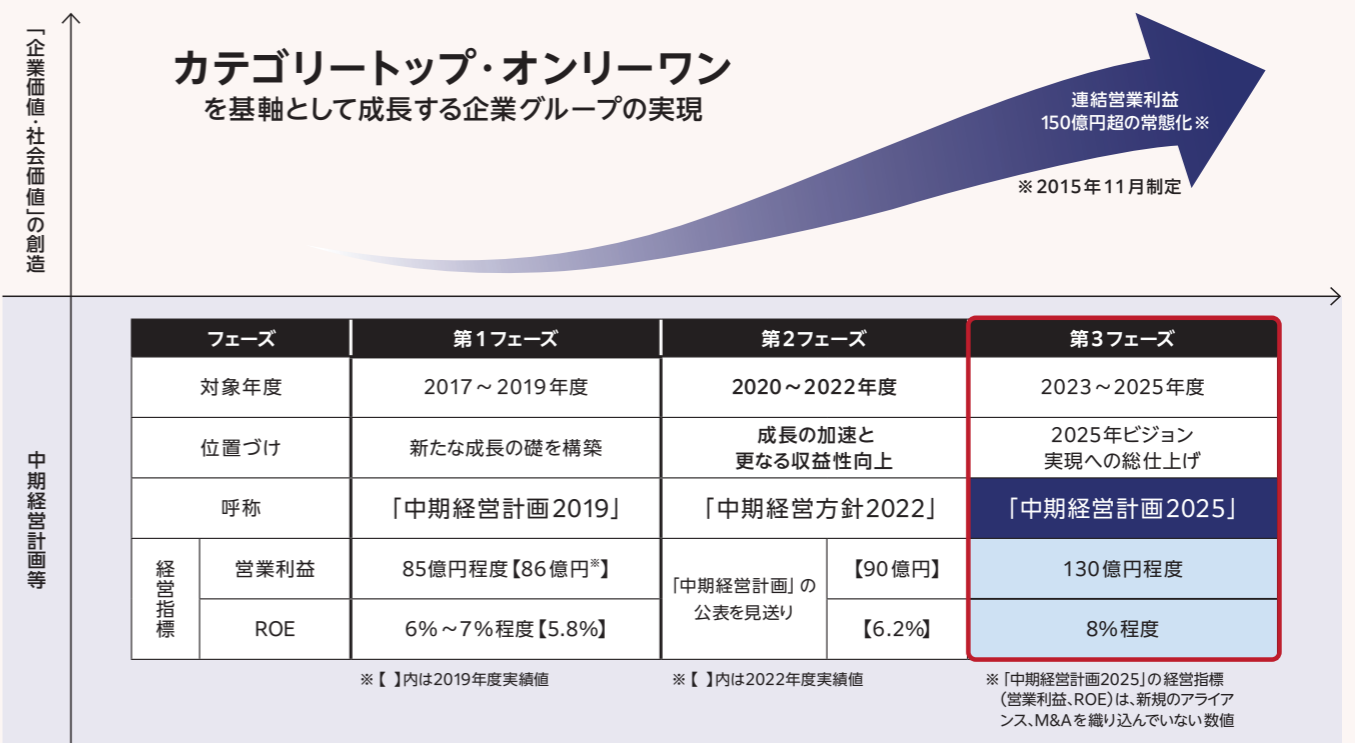 「企業価値・社会価値」の創造
カテゴリートップ・オンリーワン
を基軸として成長する企業グループの実現
連結営業利益
150億円超の常態化※
※2015年11月制定
中期経営計画等
フェーズ
第1フェーズ
第2フェーズ
第3フェーズ
対象年度
2017～2019年度
2020～2022年度
2023～2025年度
位置づけ
新たな成長の礎を構築
成長の加速と
更なる収益性向上
2025年ビジョン
実現への総仕上げ
呼称
「中期経営計画2019」
「中期経営方針2022」
「中期経営計画2025」
経営指標
営業利益
85億円程度【86億円※】
「中期経営計画」の
公表を見送り
【90億円】
130億円程度
ROE
6%～7%程度【5.8%】
【6.2%】
8%程度
※【 】内は2019年度実績値
※【 】内は2022年度実績値
※「中期経営計画2025」の経営指標
（営業利益、ROE）は、新規のアライア
ンス、M&Aを織り込んでいない数値